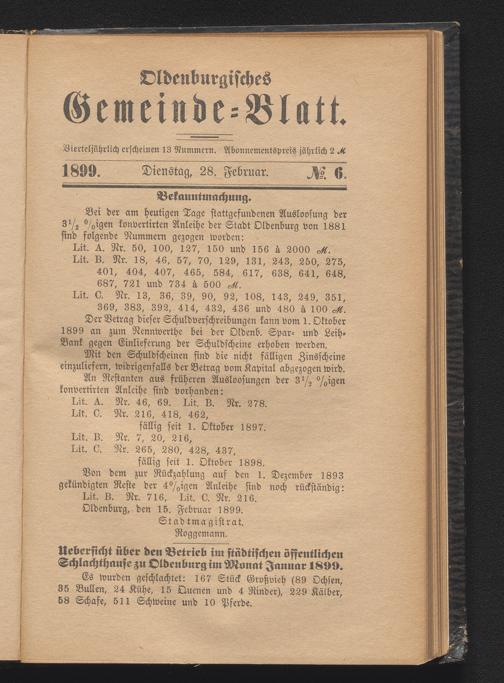 Oldenburgisches
Gemeinde-Blatt.
Vierteljährlich erscheinen 13 Nummern. Abonnementspreis jährlich 2 ℳ
1899. Dienstag, 28. Februar. № 6.
Bekanntmachung.
Bei der am heutigen Tage stattgefundenen Ausloosung der
3½ %igen konvertirten Anleihe der Stadt Oldenburg von 1881
sind folgende Nummern gezogen worden:
Lit. A. Nr. 50, 100, 127, 150 und 156 à 2000 ℳ.
Lit. B. Nr. 18, 46, 57, 70, 129, 131, 243, 250, 275,
401, 404, 407, 465, 584, 617, 638, 641, 648,
687, 721 und 734 à 500 ℳ.
Lit. C. Nr. 13, 36, 39, 90, 92, 108, 143, 249, 351,
369, 383, 392, 414, 432, 436 und 480 à 100 ℳ.
Der Betrag dieser Schuldverschreibungen kann vom 1. Oktober
1899 an zum Nennwerthe bei der Oldenb. Spar- und Leih-
Bank gegen Einlieferung der Schuldscheine erhoben werden.
Mit den Schuldscheinen sind die nicht fälligen Zinsscheine
einzuliefern, widrigenfalls der Betrag vom Kapital abgezogen wird.
An Restanten aus früheren Ausloosungen der 3½ %igen
konvertirten Anleihe sind vorhanden:
Lit. A. Nr. 46, 69. Lit. B. Nr. 278.
Lit. C. Nr. 216, 418, 462,
fällig seit 1. Oktober 1897.
Lit. B. Nr. 7, 20, 216,
Lit. C. Nr. 265, 280, 428, 437,
fällig seit 1. Oktober 1898.
Von dem zur Rückzahlung auf den 1. Dezember 1893
gekündigten Reste der 4%igen Anleihe sind noch rückständig:
Lit. B. Nr. 716, Lit. C. Nr. 216.
Oldenburg, den 15. Februar 1899.
Stadtmagistrat.
Roggemann.
Uebersicht über den Betrieb im städtischen öffentlichen
Schlachthause zu Oldenburg im Monat Januar 1899.
Es wurden geschlachtet: 167 Stück Großvieh (89 Ochsen,
35 Bullen, 24 Kühe, 15 Quenen und 4 Rinder), 229 Kälber,
58 Schafe, 511 Schweine und 10 Pferde.